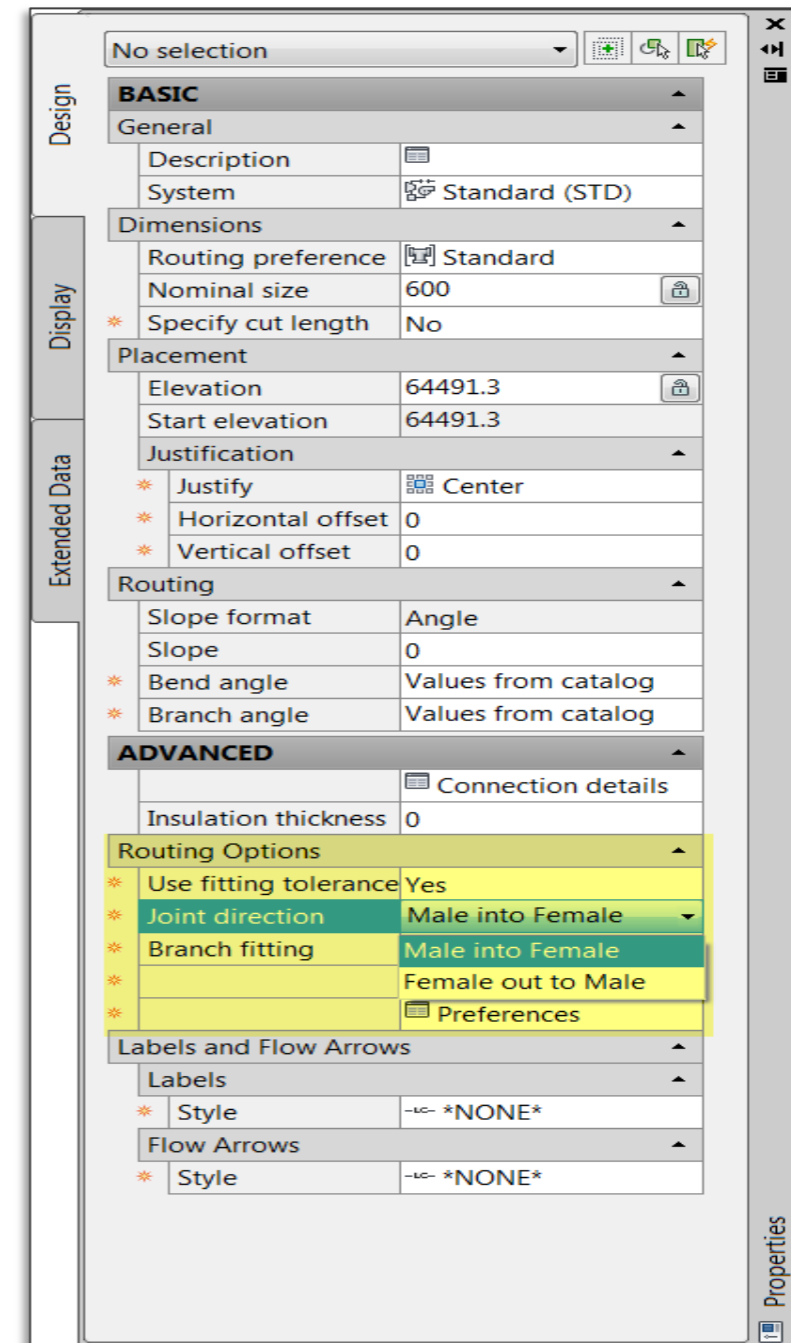 No selection
Design
Display
Extended Data
BASIC
General
Description
System Standard (STD)
Dimensions
Routing preference Standard
Nominal size 600
Specify cut length No
Placement
Elevation 64491.3
Start elevation 64491.3
Justification
Justify Center
Horizontal offset 0
Vertical offset 0
Routing
Slope format Angle
Slope 0
Bend angle Values from catalog
Branch angle Values from catalog
ADVANCED
Connection details
Insulation thickness 0
Routing Options
Use fitting tolerance Yes
Joint direction Male into Female
Branch fitting Male into Female
Female out to Male
Preferences
Labels and Flow Arrows
Labels
Style -LC- *NONE*
Flow Arrows
Style -LC- *NONE*
Properties